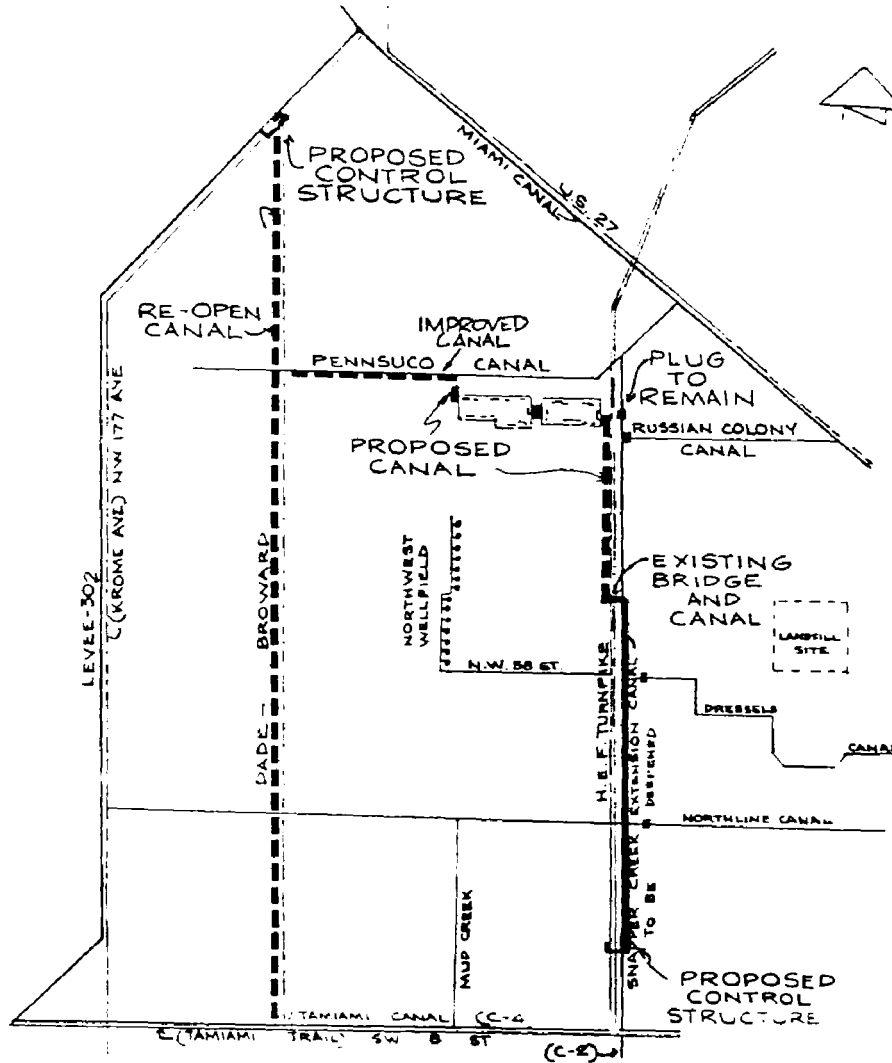 MIAMI CANAL
U.S. 27
PROPOSED
CONTROL
STRUCTURE
RE-OPEN
CANAL
IMPROVED
CANAL
PENNSUCO CANAL
PLUG
TO
REMAIN
RUSSIAN COLONY
CANAL
PROPOSED
CANAL
LEVEE-302
℄(KROME AVE) NW 177 AVE
DADE-BROWARD
NORTHWEST
WELLFIELD
EXISTING
BRIDGE
AND
CANAL
LANDFILL
SITE
N.W. 58 ST.
H.E.F. TURNPIKE
SNAPPER CREEK EXTENSION CANAL
TO BE DEEPENED
DRESSELS
CANAL
NORTHLINE CANAL
MUD CREEK
PROPOSED
CONTROL
STRUCTURE
TAMIAMI CANAL (C-4
℄(TAMIAMI TRAIL) SW 8 ST
(C-2)